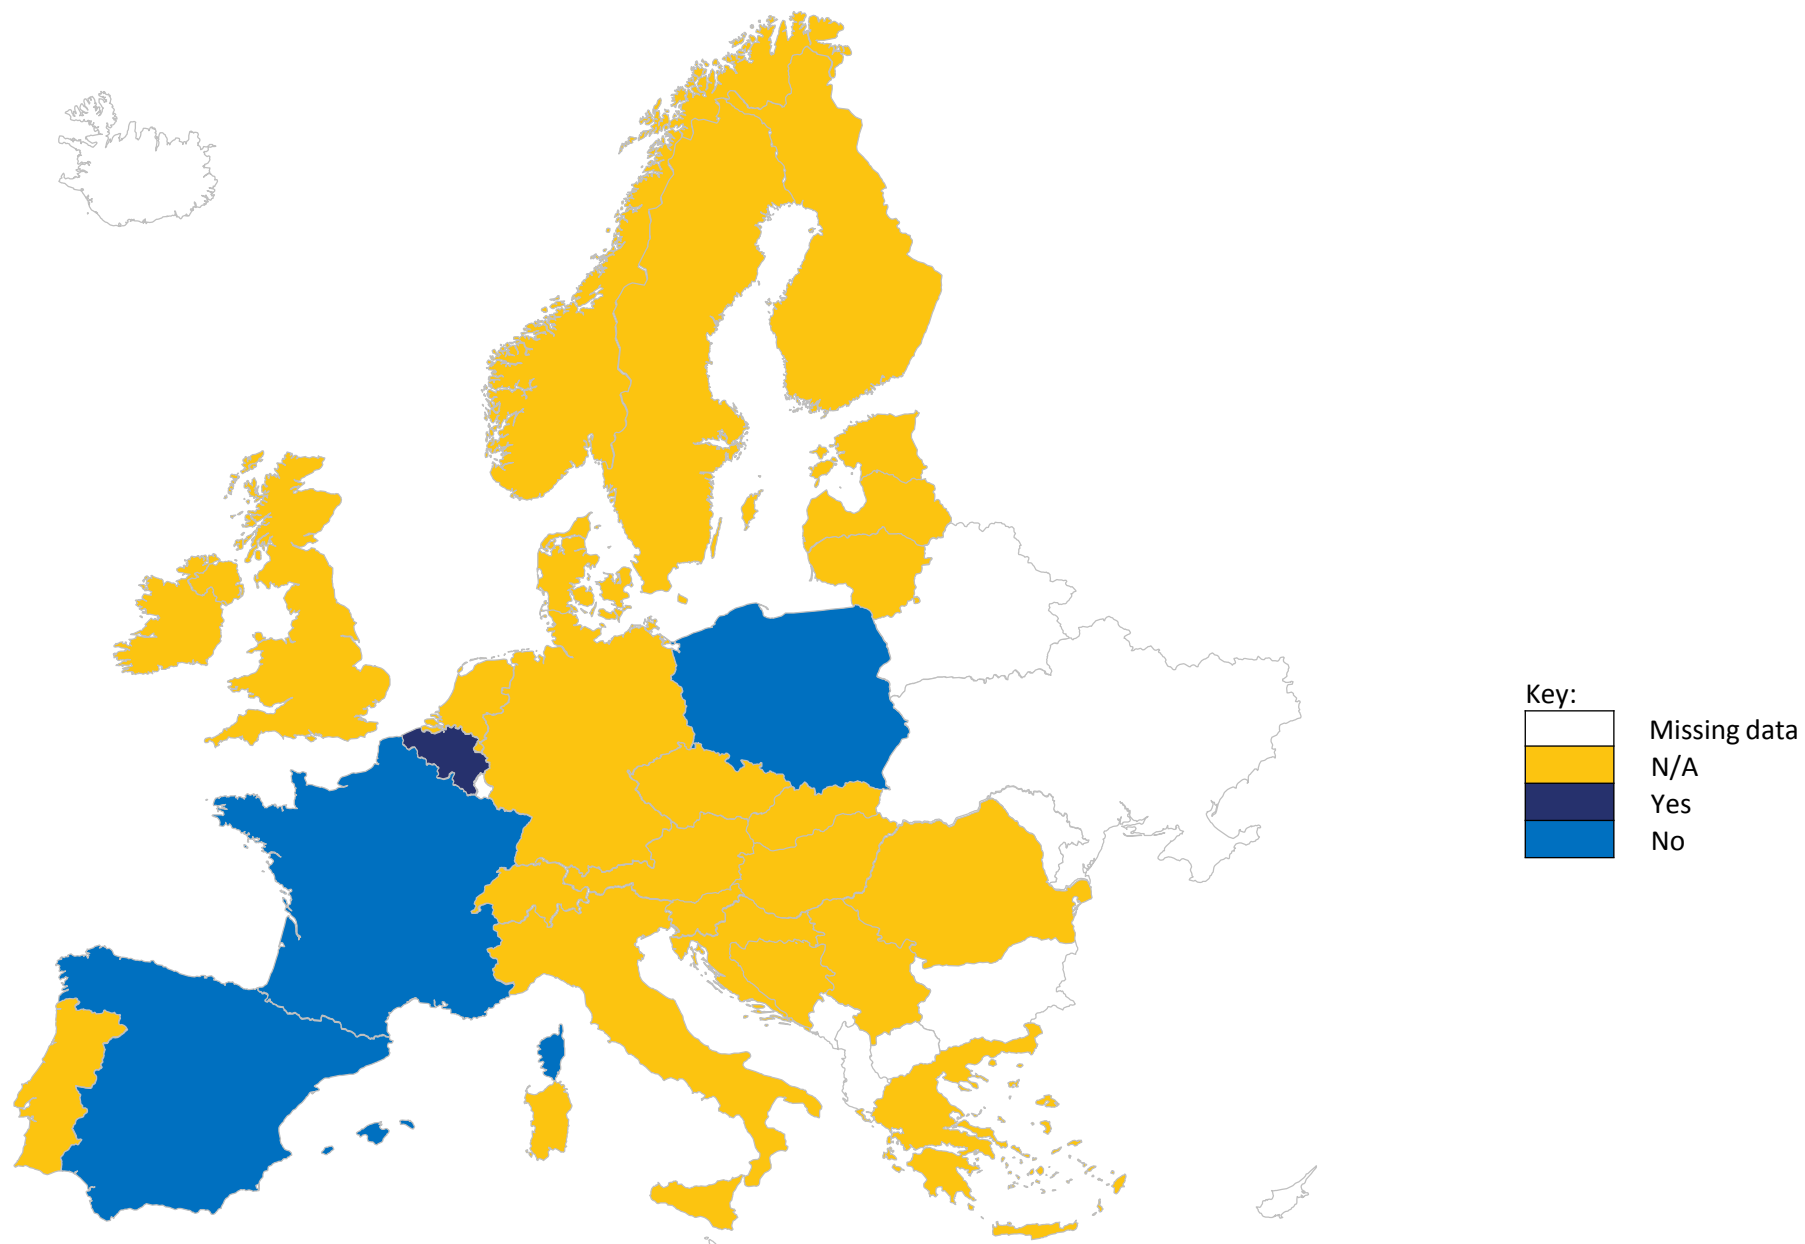 Key:
Missing data
N/A
Yes
No